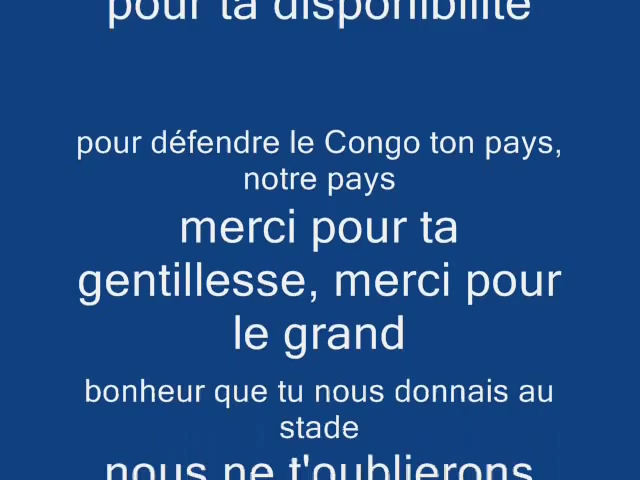 pour ta disponibilité
pour défendre le Congo ton pays,
notre pays
merci pour ta
gentillesse, merci pour
le grand
bonheur que tu nous donnais au
stade
nous ne t'oublierons